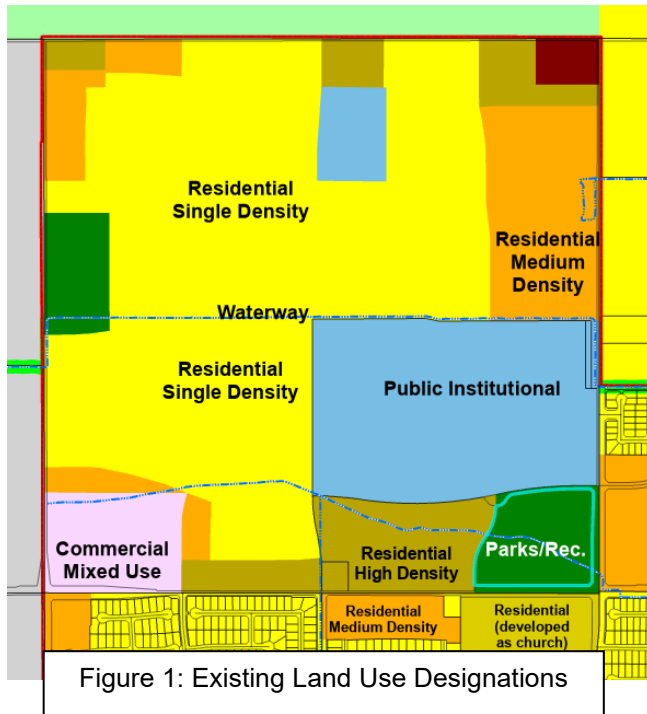 Residential
Single Density
Residential
Medium
Density
Waterway
Residential
Single Density
Public Institutional
Commercial
Mixed Use
Residential
High Density
Parks/Rec.
Residential
Medium Density
Residential
(developed
as church)
Figure 1: Existing Land Use Designations